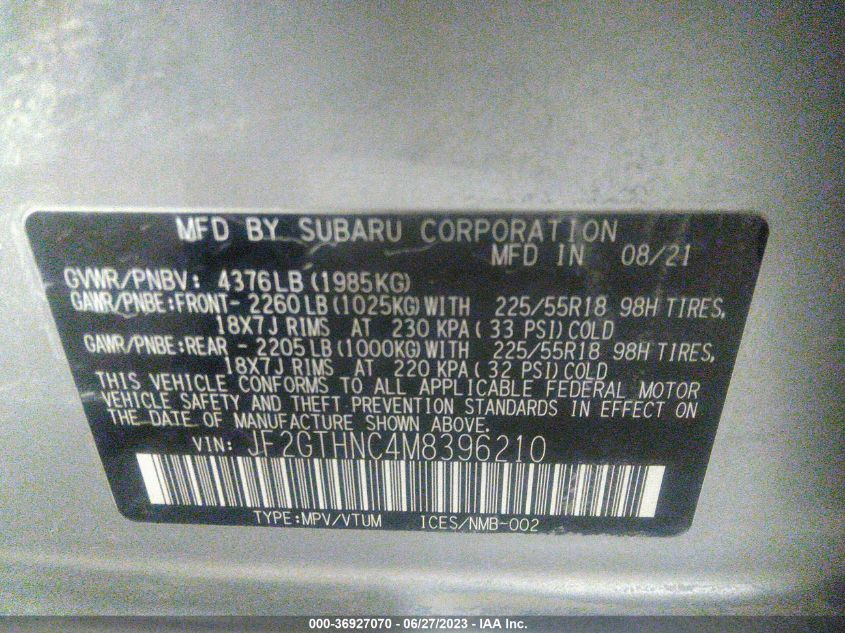 MFD BY SUBARU CORPORATION
MFD IN 08/21
GVWR/PNBV: 4376LB (1985KG)
GAWR/PNBE:FRONT- 2260 LB (1025KG) WITH 225/55R18 98H TIRES,
18X7J RIMS AT 230 KPA ( 33 PSI) COLD
GAWR/PNBE:REAR - 2205 LB (1000KG) WITH 225/55R18 98H TIRES,
18X7J RIMS AT 220 KPA ( 32 PSI) COLD
THIS VEHICLE CONFORMS TO ALL APPLICABLE FEDERAL MOTOR
VEHICLE SAFETY AND THEFT PREVENTION STANDARDS IN EFFECT ON
THE DATE OF MANUFACTURE SHOWN ABOVE.
VIN: JF2GTHNC4M8396210
TYPE:MPV/VTUM ICES/NMB-002
000-36927070 - 06/27/2023 - IAA Inc.